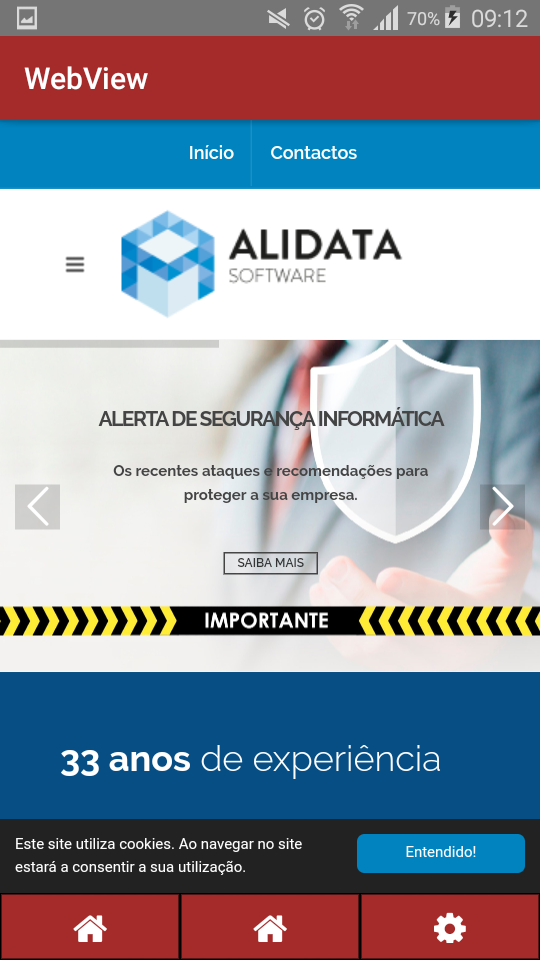 70% 09:12
WebView
Início Contactos
ALIDATA
SOFTWARE
ALERTA DE SEGURANÇA INFORMÁTICA
Os recentes ataques e recomendações para
proteger a sua empresa.
SAIBA MAIS
IMPORTANTE
33 anos de experiência
Este site utiliza cookies. Ao navegar no site
estará a consentir a sua utilização.
Entendido!